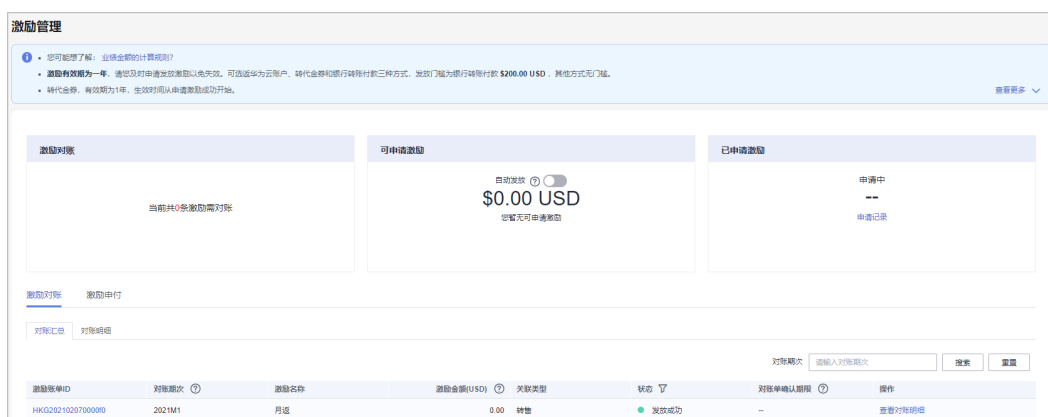 激励管理
您可能想了解： 业绩金额的计算规则?
激励有效期为一年，请您及时申请发放激励以免失效。可选返华为云账户、转代金券和银行转账付款三种方式，发放门槛为银行转账付款 $200.00 USD ，其他方式无门槛。
转代金券，有效期为1年，生效时间从申请激励成功开始。
查看更多
激励对账
当前共0条激励需对账
可申请激励
自动发放
$0.00 USD
您暂无可申请激励
已申请激励
申请中
--
申请记录
激励对账 激励申付
对账汇总 对账明细
对账期次 请输入对账期次 搜索 重置
激励账单ID 对账期次 激励名称 激励金额(USD) 关联类型 状态 对账单确认期限 操作
HKG202102070000f0 2021M1 月返 0.00 转售 发放成功 -- 查看对账明细